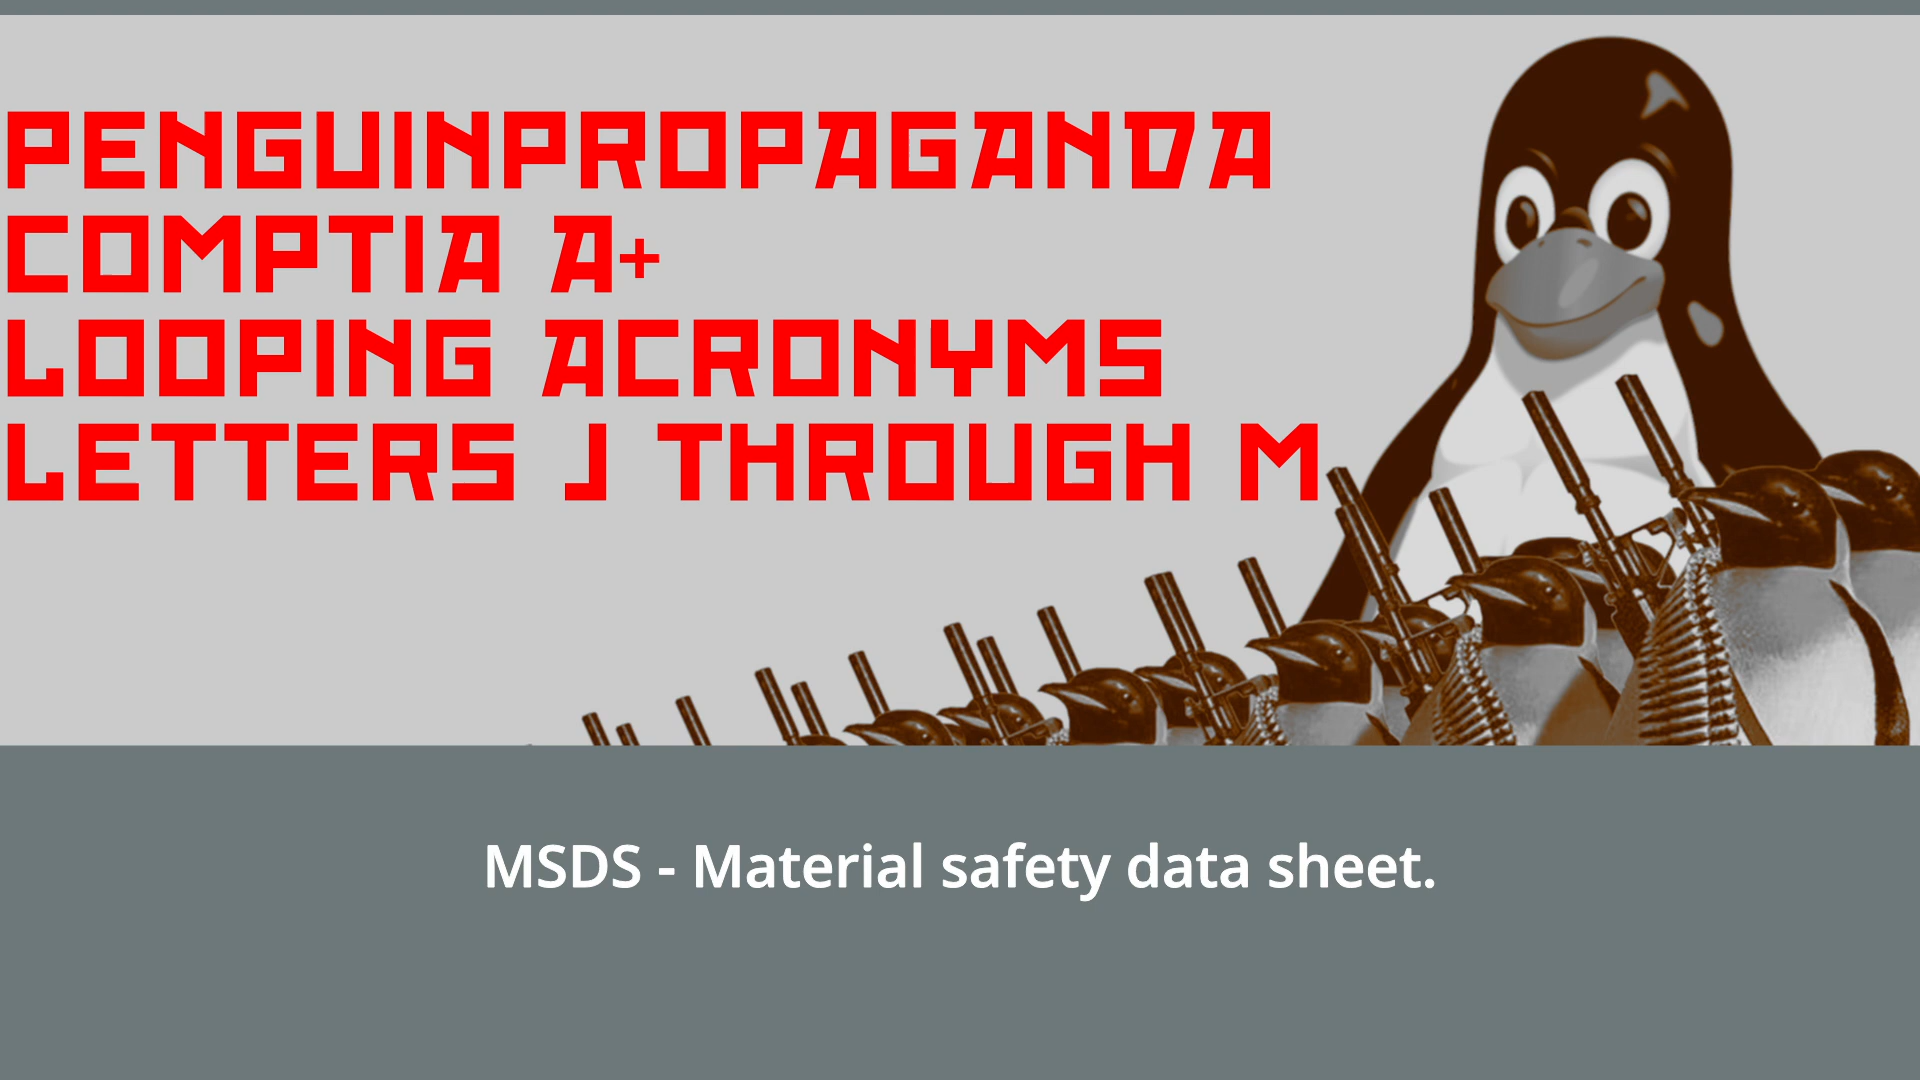 PENGUINPROPAGANDA
COMPTIA A+
LOOPING ACRONYMS
LETTERS J THROUGH M
MSDS - Material safety data sheet.